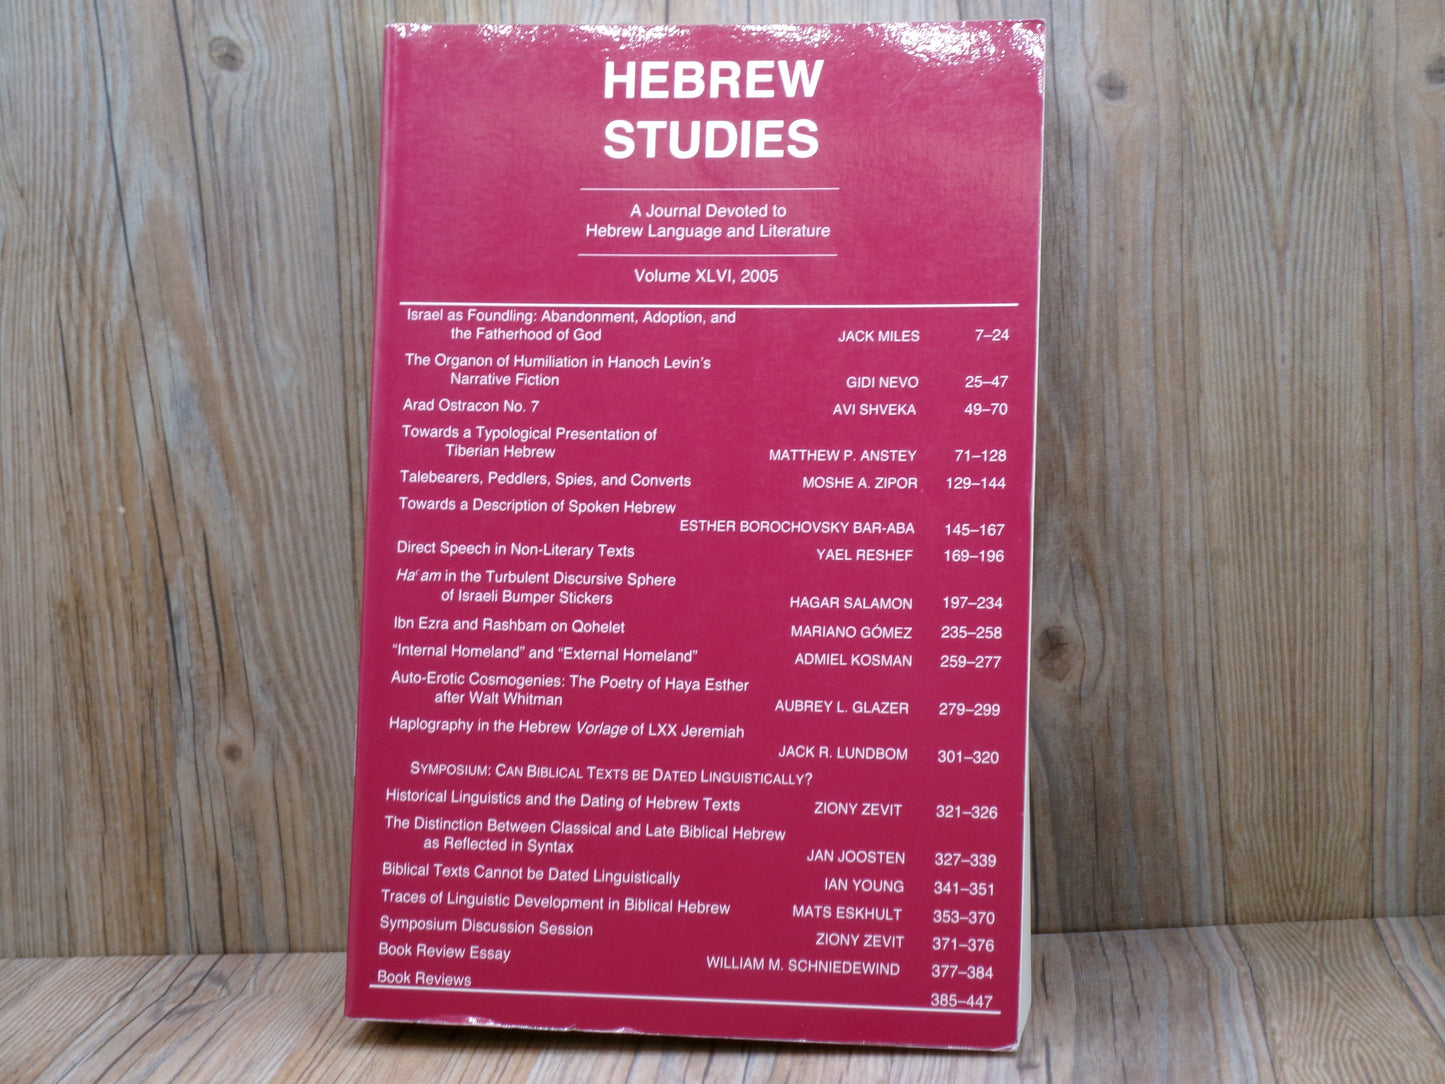 HEBREW
STUDIES
A Journal Devoted to
Hebrew Language and Literature
Volume XLVI, 2005
Israel as Foundling: Abandonment, Adoption, and
the Fatherhood of God JACK MILES 7–24
The Organon of Humiliation in Hanoch Levin's
Narrative Fiction GIDI NEVO 25–47
Arad Ostracon No. 7 AVI SHVEKA 49–70
Towards a Typological Presentation of
Tiberian Hebrew MATTHEW P. ANSTEY 71–128
Talebearers, Peddlers, Spies, and Converts MOSHE A. ZIPOR 129–144
Towards a Description of Spoken Hebrew
ESTHER BOROCHOVSKY BAR-ABA 145–167
Direct Speech in Non-Literary Texts YAEL RESHEF 169–196
Haʿam in the Turbulent Discursive Sphere
of Israeli Bumper Stickers HAGAR SALAMON 197–234
Ibn Ezra and Rashbam on Qohelet MARIANO GÓMEZ 235–258
“Internal Homeland” and “External Homeland” ADMIEL KOSMAN 259–277
Auto-Erotic Cosmogenies: The Poetry of Haya Esther
after Walt Whitman AUBREY L. GLAZER 279–299
Haplography in the Hebrew Vorlage of LXX Jeremiah
JACK R. LUNDBOM 301–320
SYMPOSIUM: CAN BIBLICAL TEXTS BE DATED LINGUISTICALLY?
Historical Linguistics and the Dating of Hebrew Texts ZIONY ZEVIT 321–326
The Distinction Between Classical and Late Biblical Hebrew
as Reflected in Syntax JAN JOOSTEN 327–339
Biblical Texts Cannot be Dated Linguistically IAN YOUNG 341–351
Traces of Linguistic Development in Biblical Hebrew MATS ESKHULT 353–370
Symposium Discussion Session ZIONY ZEVIT 371–376
Book Review Essay WILLIAM M. SCHNIEDEWIND 377–384
Book Reviews 385–447